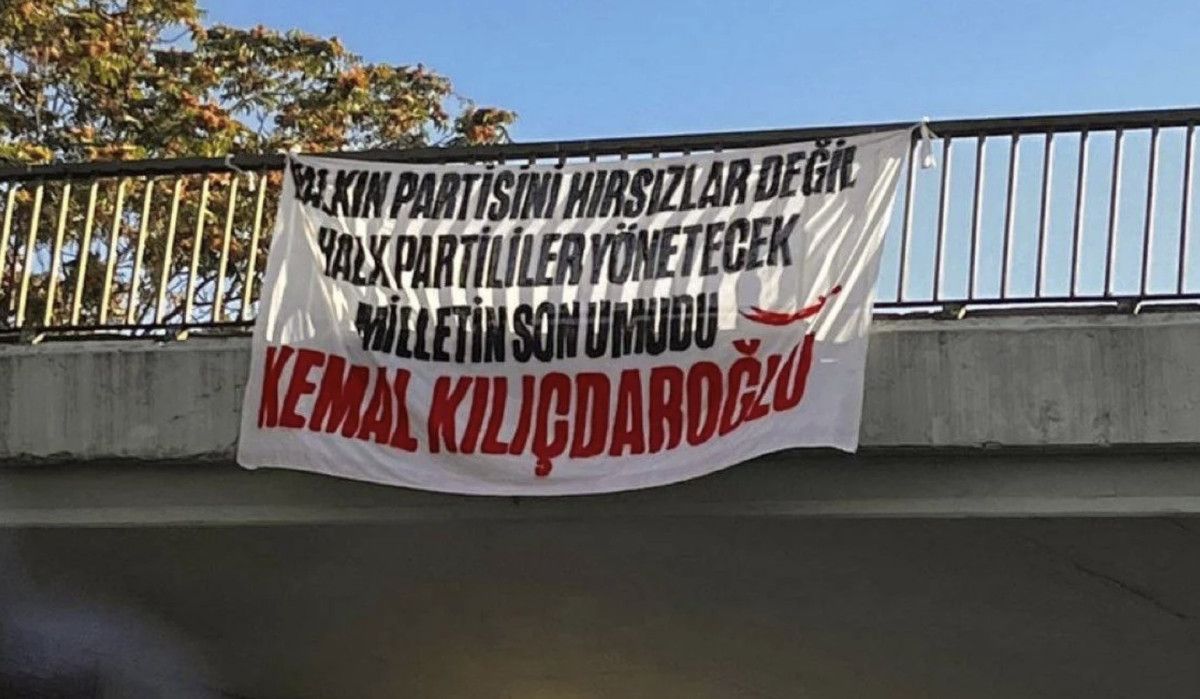 HALKIN PARTİSİNİ HIRSIZLAR DEĞİL
HALK PARTİLİLER YÖNETECEK
MİLLETİN SON UMUDU
KEMAL KILIÇDAROĞLU